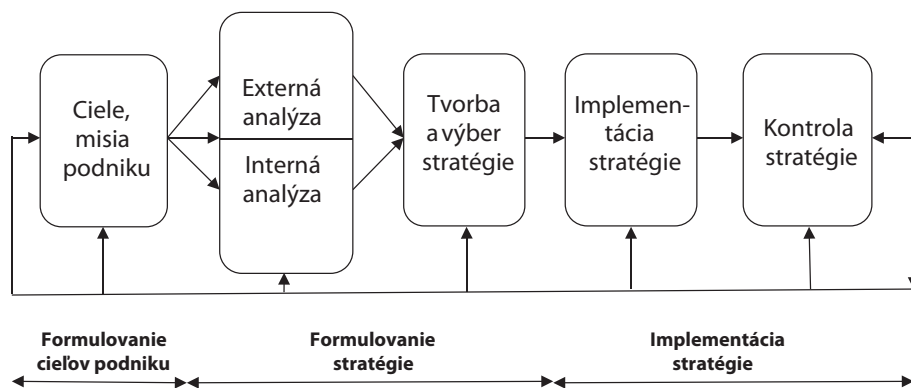 Ciele,
misia
podniku
Externá
analýza
Interná
analýza
Tvorba
a výber
stratégie
Implemen-
tácia
stratégie
Kontrola
stratégie
Formulovanie
cieľov podniku
Formulovanie
stratégie
Implementácia
stratégie